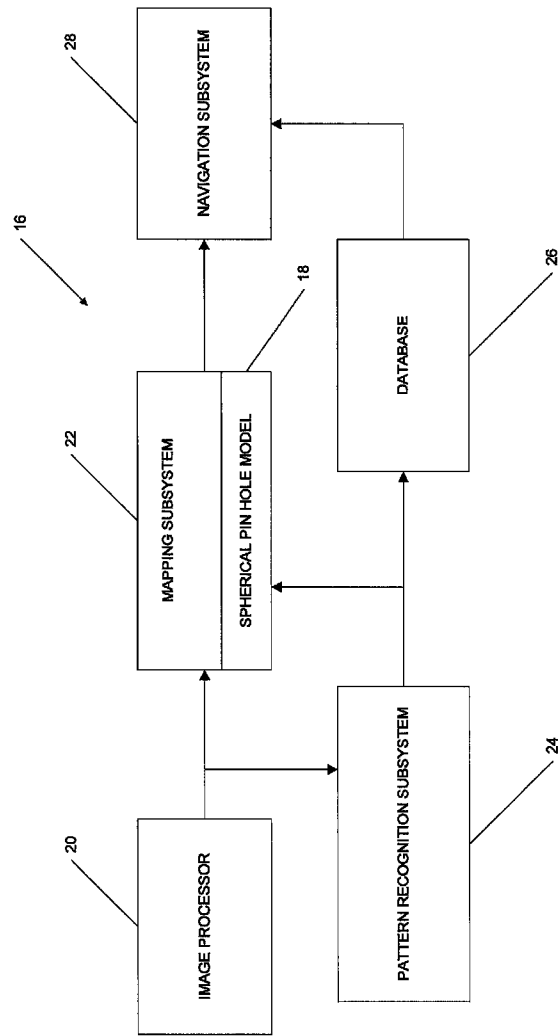 16
20
IMAGE PROCESSOR
22
MAPPING SUBSYSTEM
SPHERICAL PIN HOLE MODEL
18
28
NAVIGATION SUBSYSTEM
PATTERN RECOGNITION SUBSYSTEM
24
DATABASE
26